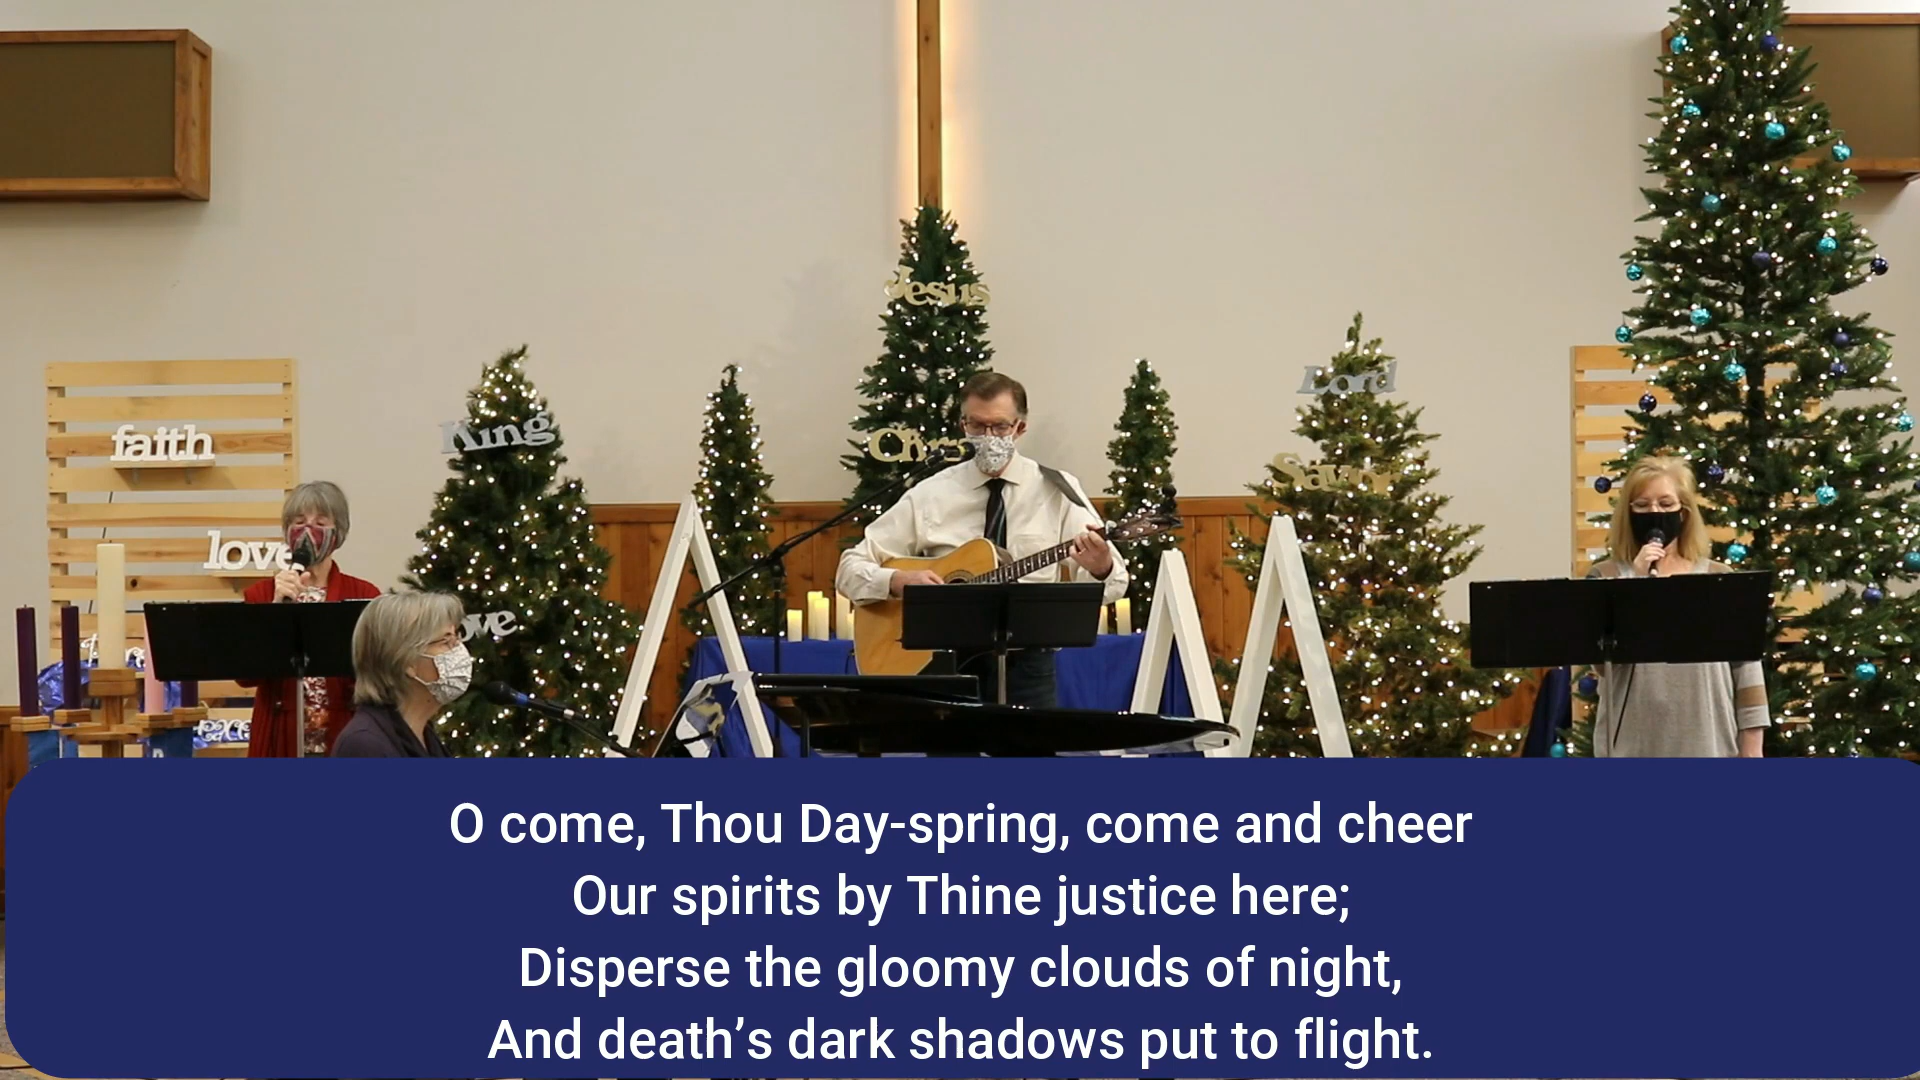 Jesus
Lord
King
faith
love
O come, Thou Day-spring, come and cheer
Our spirits by Thine justice here;
Disperse the gloomy clouds of night,
And death’s dark shadows put to flight.